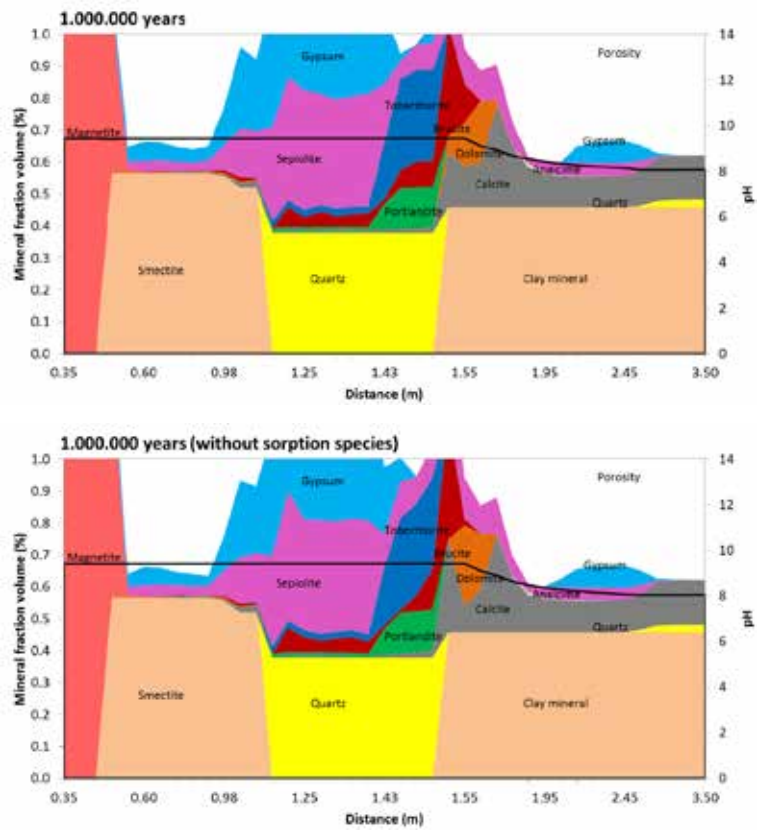 1.000.000 years
1.0
0.9
0.8
0.7
0.6
0.5
0.4
0.3
0.2
0.1
0.0
Mineral fraction volume (%)
14
12
10
8
6
4
2
0
pH
Gypsum
Porosity
Magnetite
Tobermorite
Brucite
Dolomite
Sepiolite
Gypsum
Analcime
Calcite
Portlandite
Quartz
Smectite
Quartz
Clay mineral
0.35 0.60 0.98 1.25 1.43 1.55 1.95 2.45 3.50
Distance (m)
1.000.000 years (without sorption species)
1.0
0.9
0.8
0.7
0.6
0.5
0.4
0.3
0.2
0.1
0.0
Mineral fraction volume (%)
14
12
10
8
6
4
2
0
pH
Gypsum
Porosity
Magnetite
Tobermorite
Brucite
Dolomite
Sepiolite
Gypsum
Analcime
Calcite
Portlandite
Quartz
Smectite
Quartz
Clay mineral
0.35 0.60 0.98 1.25 1.43 1.55 1.95 2.45 3.50
Distance (m)